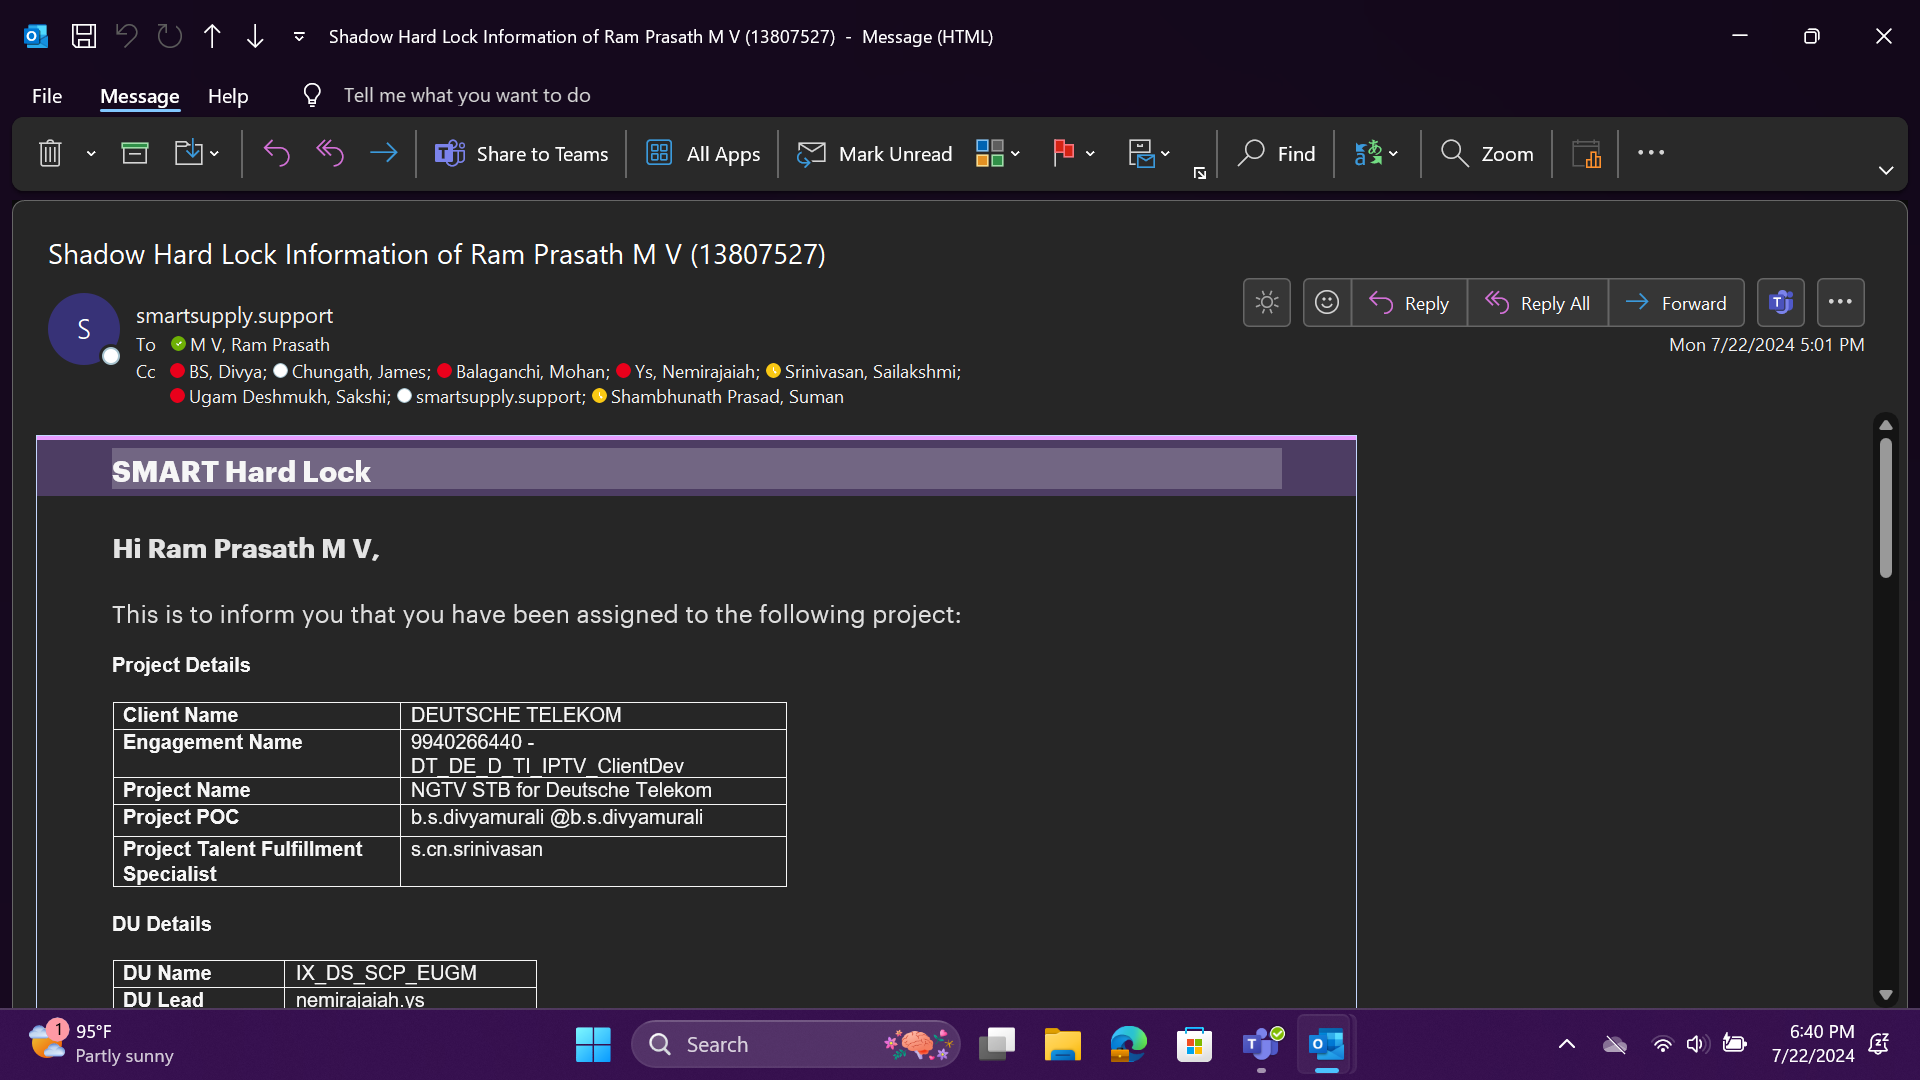 Shadow Hard Lock Information of Ram Prasath M V (13807527) - Message (HTML)
File Message Help Tell me what you want to do
Share to Teams All Apps Mark Unread Find Zoom
Shadow Hard Lock Information of Ram Prasath M V (13807527)
S
smartsupply.support
Reply Reply All Forward
To M V, Ram Prasath
Mon 7/22/2024 5:01 PM
Cc BS, Divya; Chungath, James; Balaganchi, Mohan; Ys, Nemirajaiah; Srinivasan, Sailakshmi;
Ugam Deshmukh, Sakshi; smartsupply.support; Shambhunath Prasad, Suman
SMART Hard Lock
Hi Ram Prasath M V,
This is to inform you that you have been assigned to the following project:
Project Details
Client Name DEUTSCHE TELEKOM
Engagement Name 9940266440 -
DT_DE_D_TI_IPTV_ClientDev
Project Name NGTV STB for Deutsche Telekom
Project POC b.s.divyamurali @b.s.divyamurali
Project Talent Fulfillment s.cn.srinivasan
Specialist
DU Details
DU Name IX_DS_SCP_EUGM
DU Lead nemirajaiah.ys
1 95°F
Partly sunny
Search
6:40 PM
7/22/2024